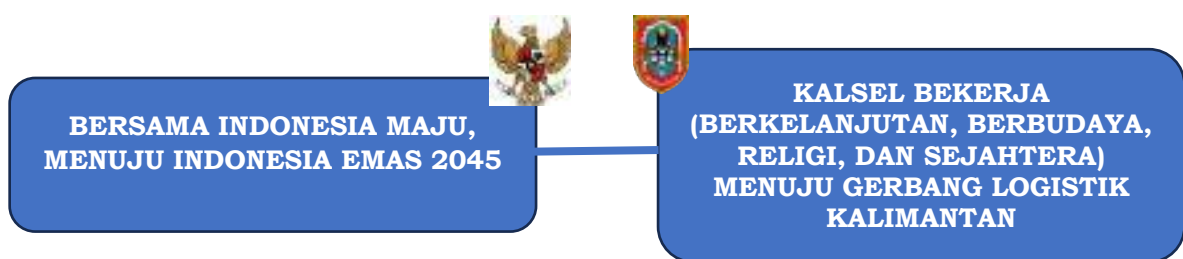 BERSAMA INDONESIA MAJU,
MENUJU INDONESIA EMAS 2045
KALSEL BEKERJA
(BERKELANJUTAN, BERBUDAYA,
RELIGI, DAN SEJAHTERA)
MENUJU GERBANG LOGISTIK
KALIMANTAN